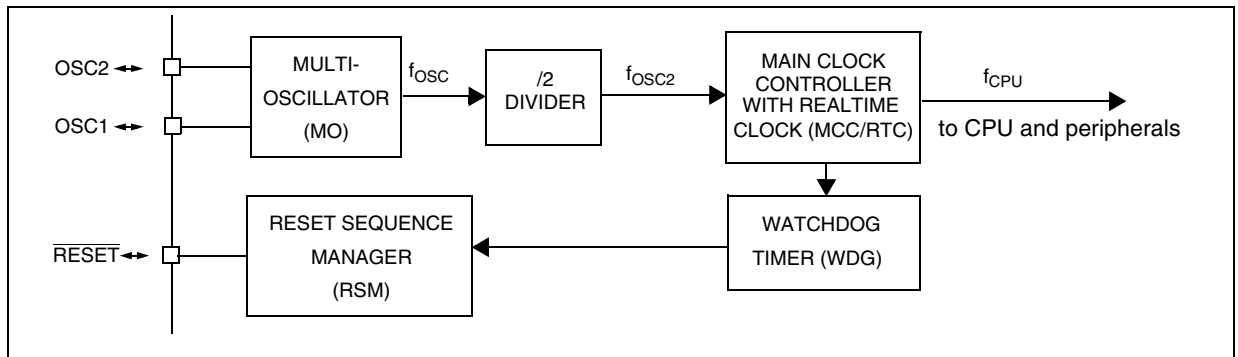 OSC2
OSC1
MULTI-
OSCILLATOR
(MO)
fOSC
/2
DIVIDER
fOSC2
MAIN CLOCK
CONTROLLER
WITH REALTIME
CLOCK (MCC/RTC)
fCPU
to CPU and peripherals
RESET
RESET SEQUENCE
MANAGER
(RSM)
WATCHDOG
TIMER (WDG)